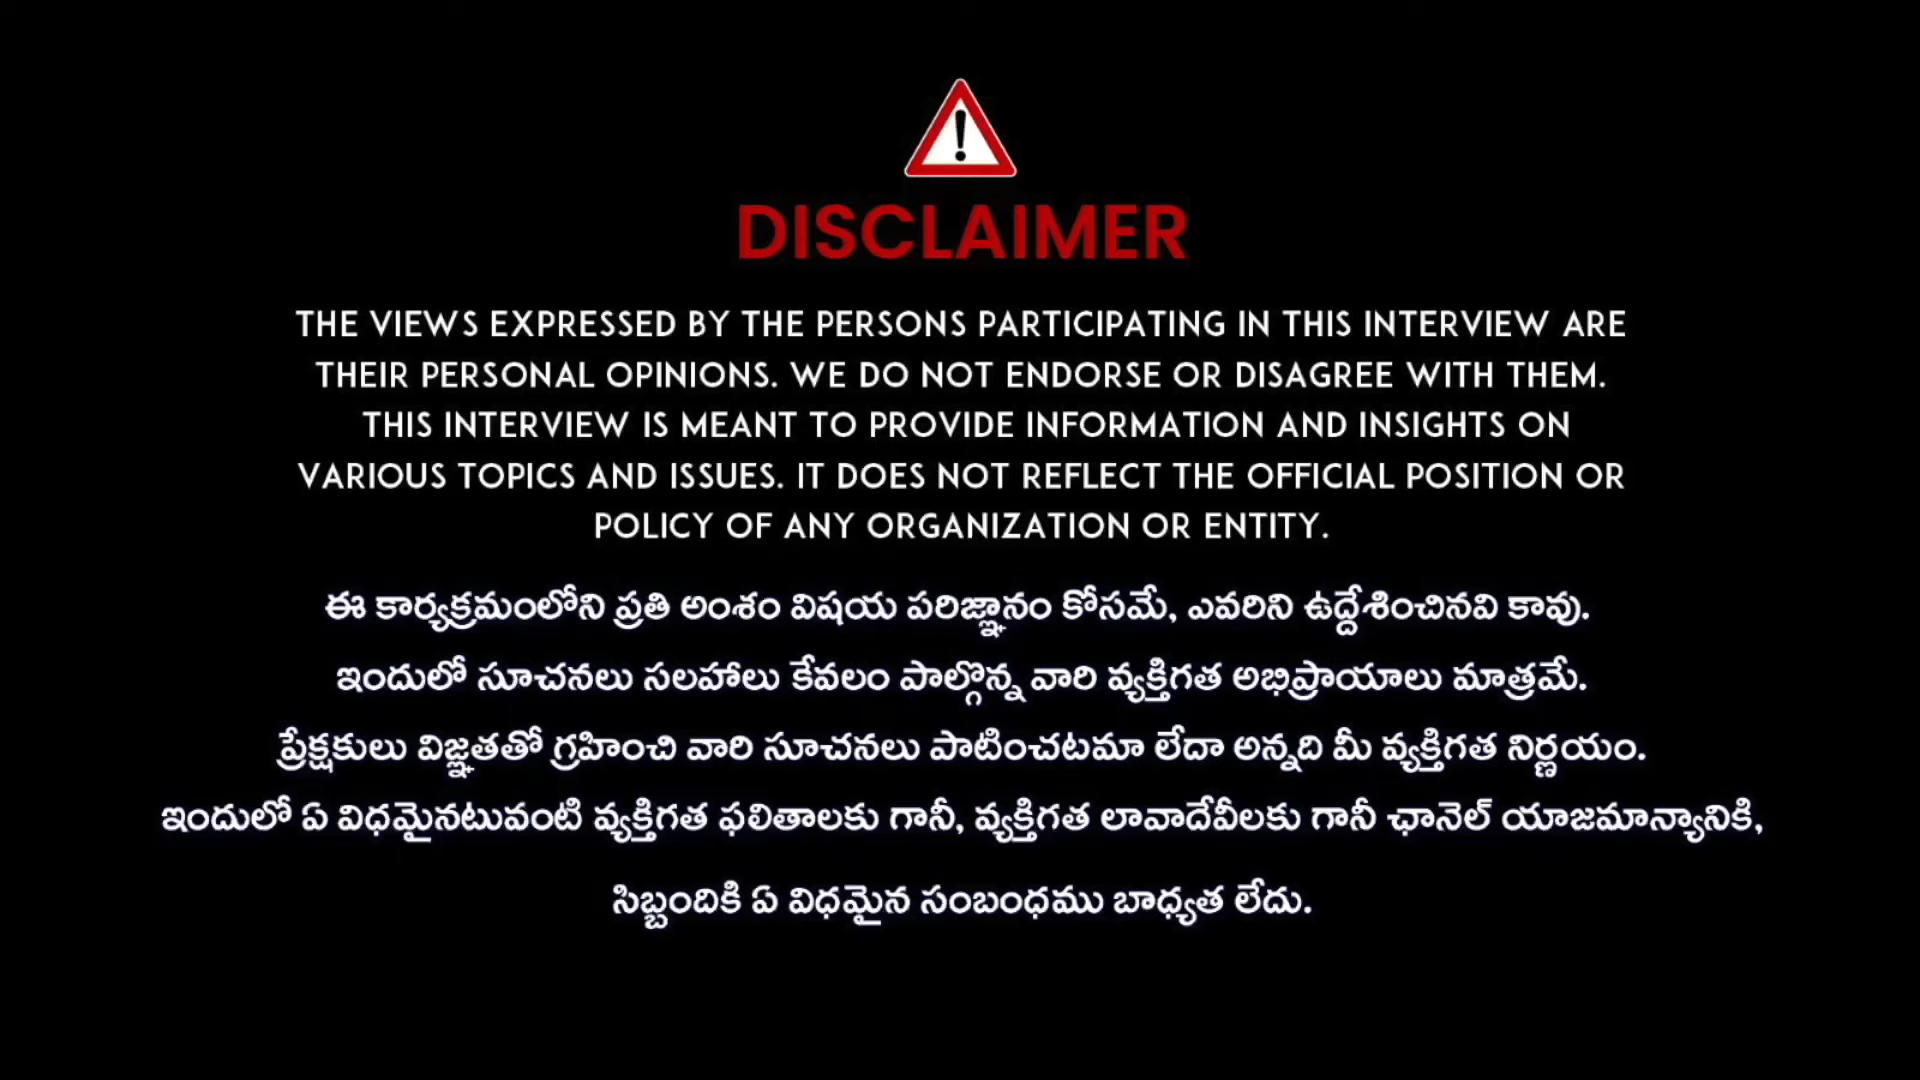 DISCLAIMER
THE VIEWS EXPRESSED BY THE PERSONS PARTICIPATING IN THIS INTERVIEW ARE
THEIR PERSONAL OPINIONS. WE DO NOT ENDORSE OR DISAGREE WITH THEM.
THIS INTERVIEW IS MEANT TO PROVIDE INFORMATION AND INSIGHTS ON
VARIOUS TOPICS AND ISSUES. IT DOES NOT REFLECT THE OFFICIAL POSITION OR
POLICY OF ANY ORGANIZATION OR ENTITY.
ఈ కార్యక్రమంలోని ప్రతి అంశం విషయ పరిజ్ఞానం కోసమే, ఎవరిని ఉద్దేశించినవి కావు.
ఇందులో సూచనలు సలహాలు కేవలం పాల్గొన్న వారి వ్యక్తిగత అభిప్రాయాలు మాత్రమే.
ప్రేక్షకులు విజ్ఞతతో గ్రహించి వారి సూచనలు పాటించటమా లేదా అన్నది మీ వ్యక్తిగత నిర్ణయం.
ఇందులో ఏ విధమైనటువంటి వ్యక్తిగత ఫలితాలకు గానీ, వ్యక్తిగత లావాదేవీలకు గానీ ఛానెల్ యాజమాన్యానికి,
సిబ్బందికి ఏ విధమైన సంబంధము బాధ్యత లేదు.